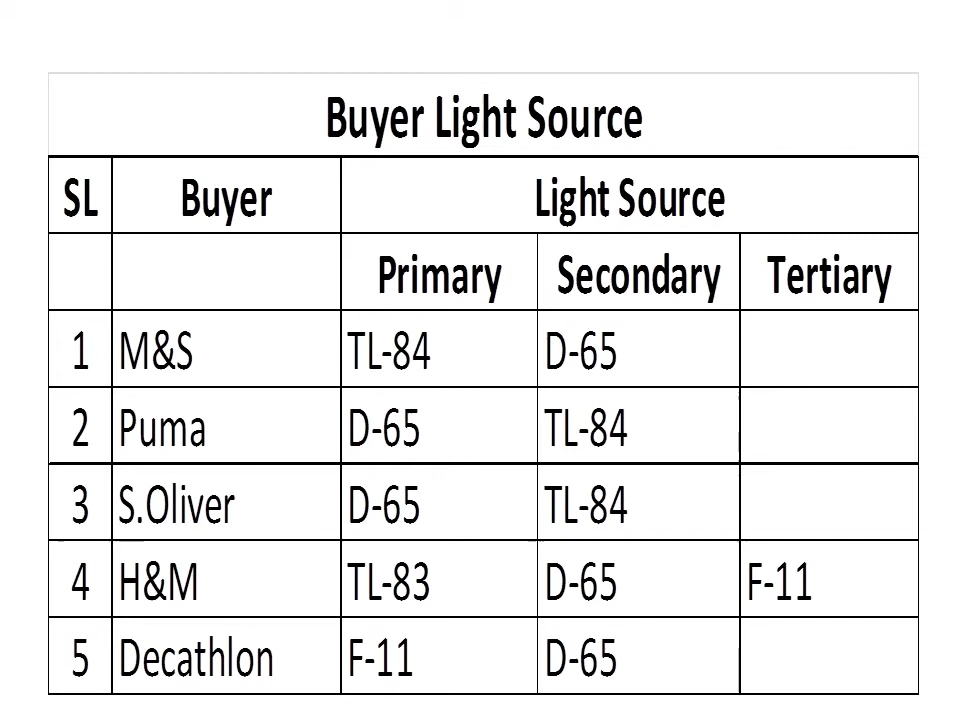 Buyer Light Source
SL Buyer Light Source
Primary Secondary Tertiary
1 M&S TL-84 D-65
2 Puma D-65 TL-84
3 S.Oliver D-65 TL-84
4 H&M TL-83 D-65 F-11
5 Decathlon F-11 D-65